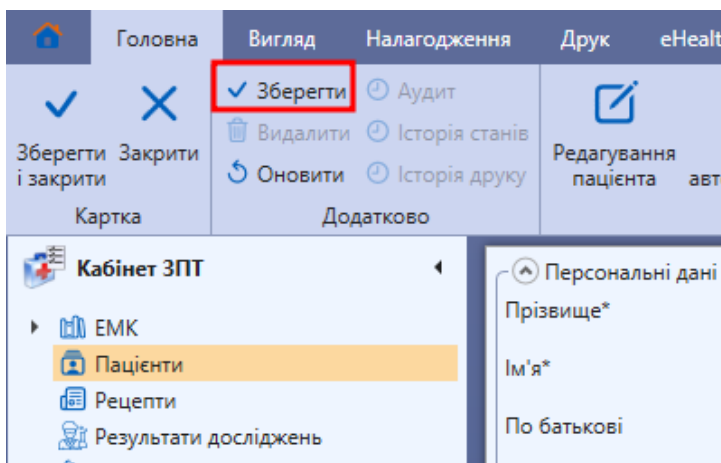 Головна Вигляд Налагодження Друк eHealt
Зберегти і закрити
Закрити
Зберегти
Видалити
Оновити
Аудит
Історія станів
Історія друку
Редагування пацієнта
авт
Картка
Додатково
Кабінет ЗПТ
ЕМК
Пацієнти
Рецепти
Результати досліджень
Персональні дані
Прізвище*
Ім'я*
По батькові